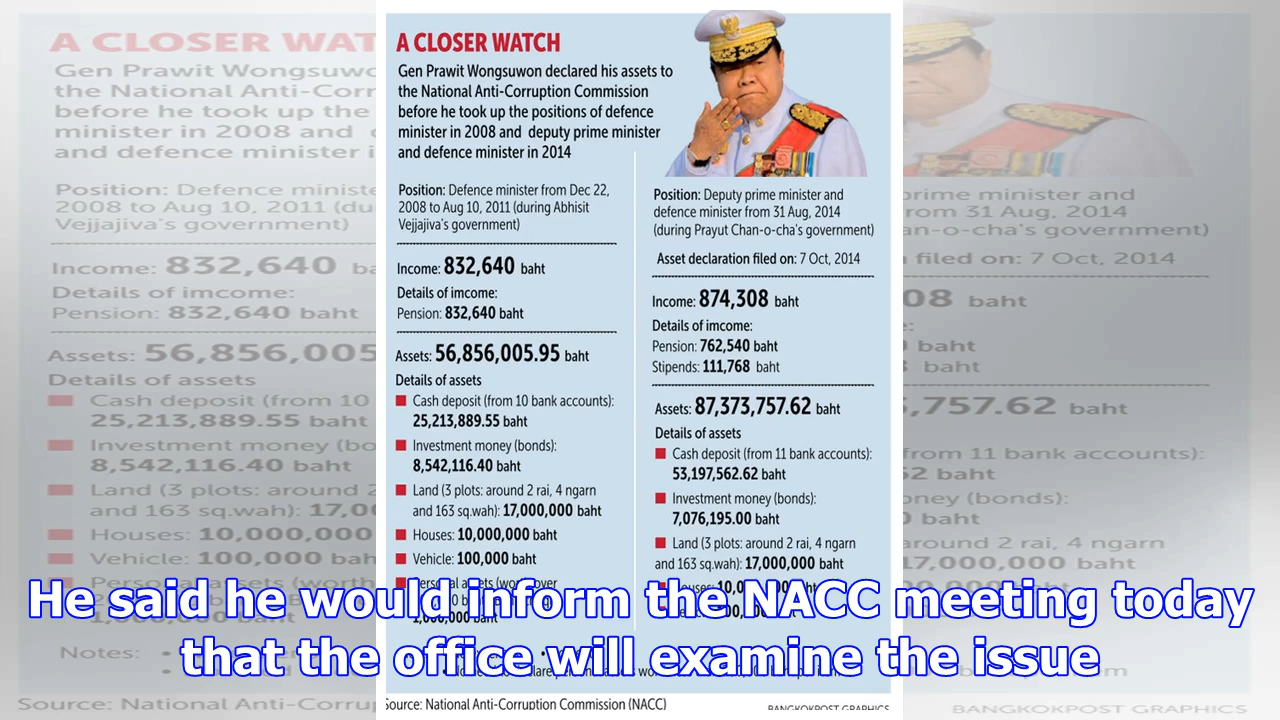 A CLOSER WATCH
Gen Prawit Wongsuwon declared his assets to
the National Anti-Corruption Commission
before he took up the positions of defence
minister in 2008 and deputy prime minister
and defence minister in 2014
Position: Defence minister from Dec 22,
2008 to Aug 10, 2011 (during Abhisit
Vejjajiva's government)
Income: 832,640 baht
Details of imcome:
Pension: 832,640 baht
Assets: 56,856,005.95 baht
Details of assets
Cash deposit (from 10 bank accounts):
25,213,889.55 baht
Investment money (bonds):
8,542,116.40 baht
Land (3 plots: around 2 rai, 4 ngarn
and 163 sq.wah): 17,000,000 baht
Houses: 10,000,000 baht
Vehicle: 100,000 baht
1,000,000 baht
Position: Deputy prime minister and
defence minister from 31 Aug, 2014
(during Prayut Chan-o-cha's government)
Asset declaration filed on: 7 Oct, 2014
Income: 874,308 baht
Details of imcome:
Pension: 762,540 baht
Stipends: 111,768 baht
Assets: 87,373,757.62 baht
Details of assets
Cash deposit (from 11 bank accounts):
53,197,562.62 baht
Investment money (bonds):
7,076,195.00 baht
Land (3 plots: around 2 rai, 4 ngarn
and 163 sq.wah): 17,000,000 baht
He said he would inform the NACC meeting today
that the office will examine the issue
Source: National Anti-Corruption Commission (NACC)
BANGKOKPOST GRAPHICS